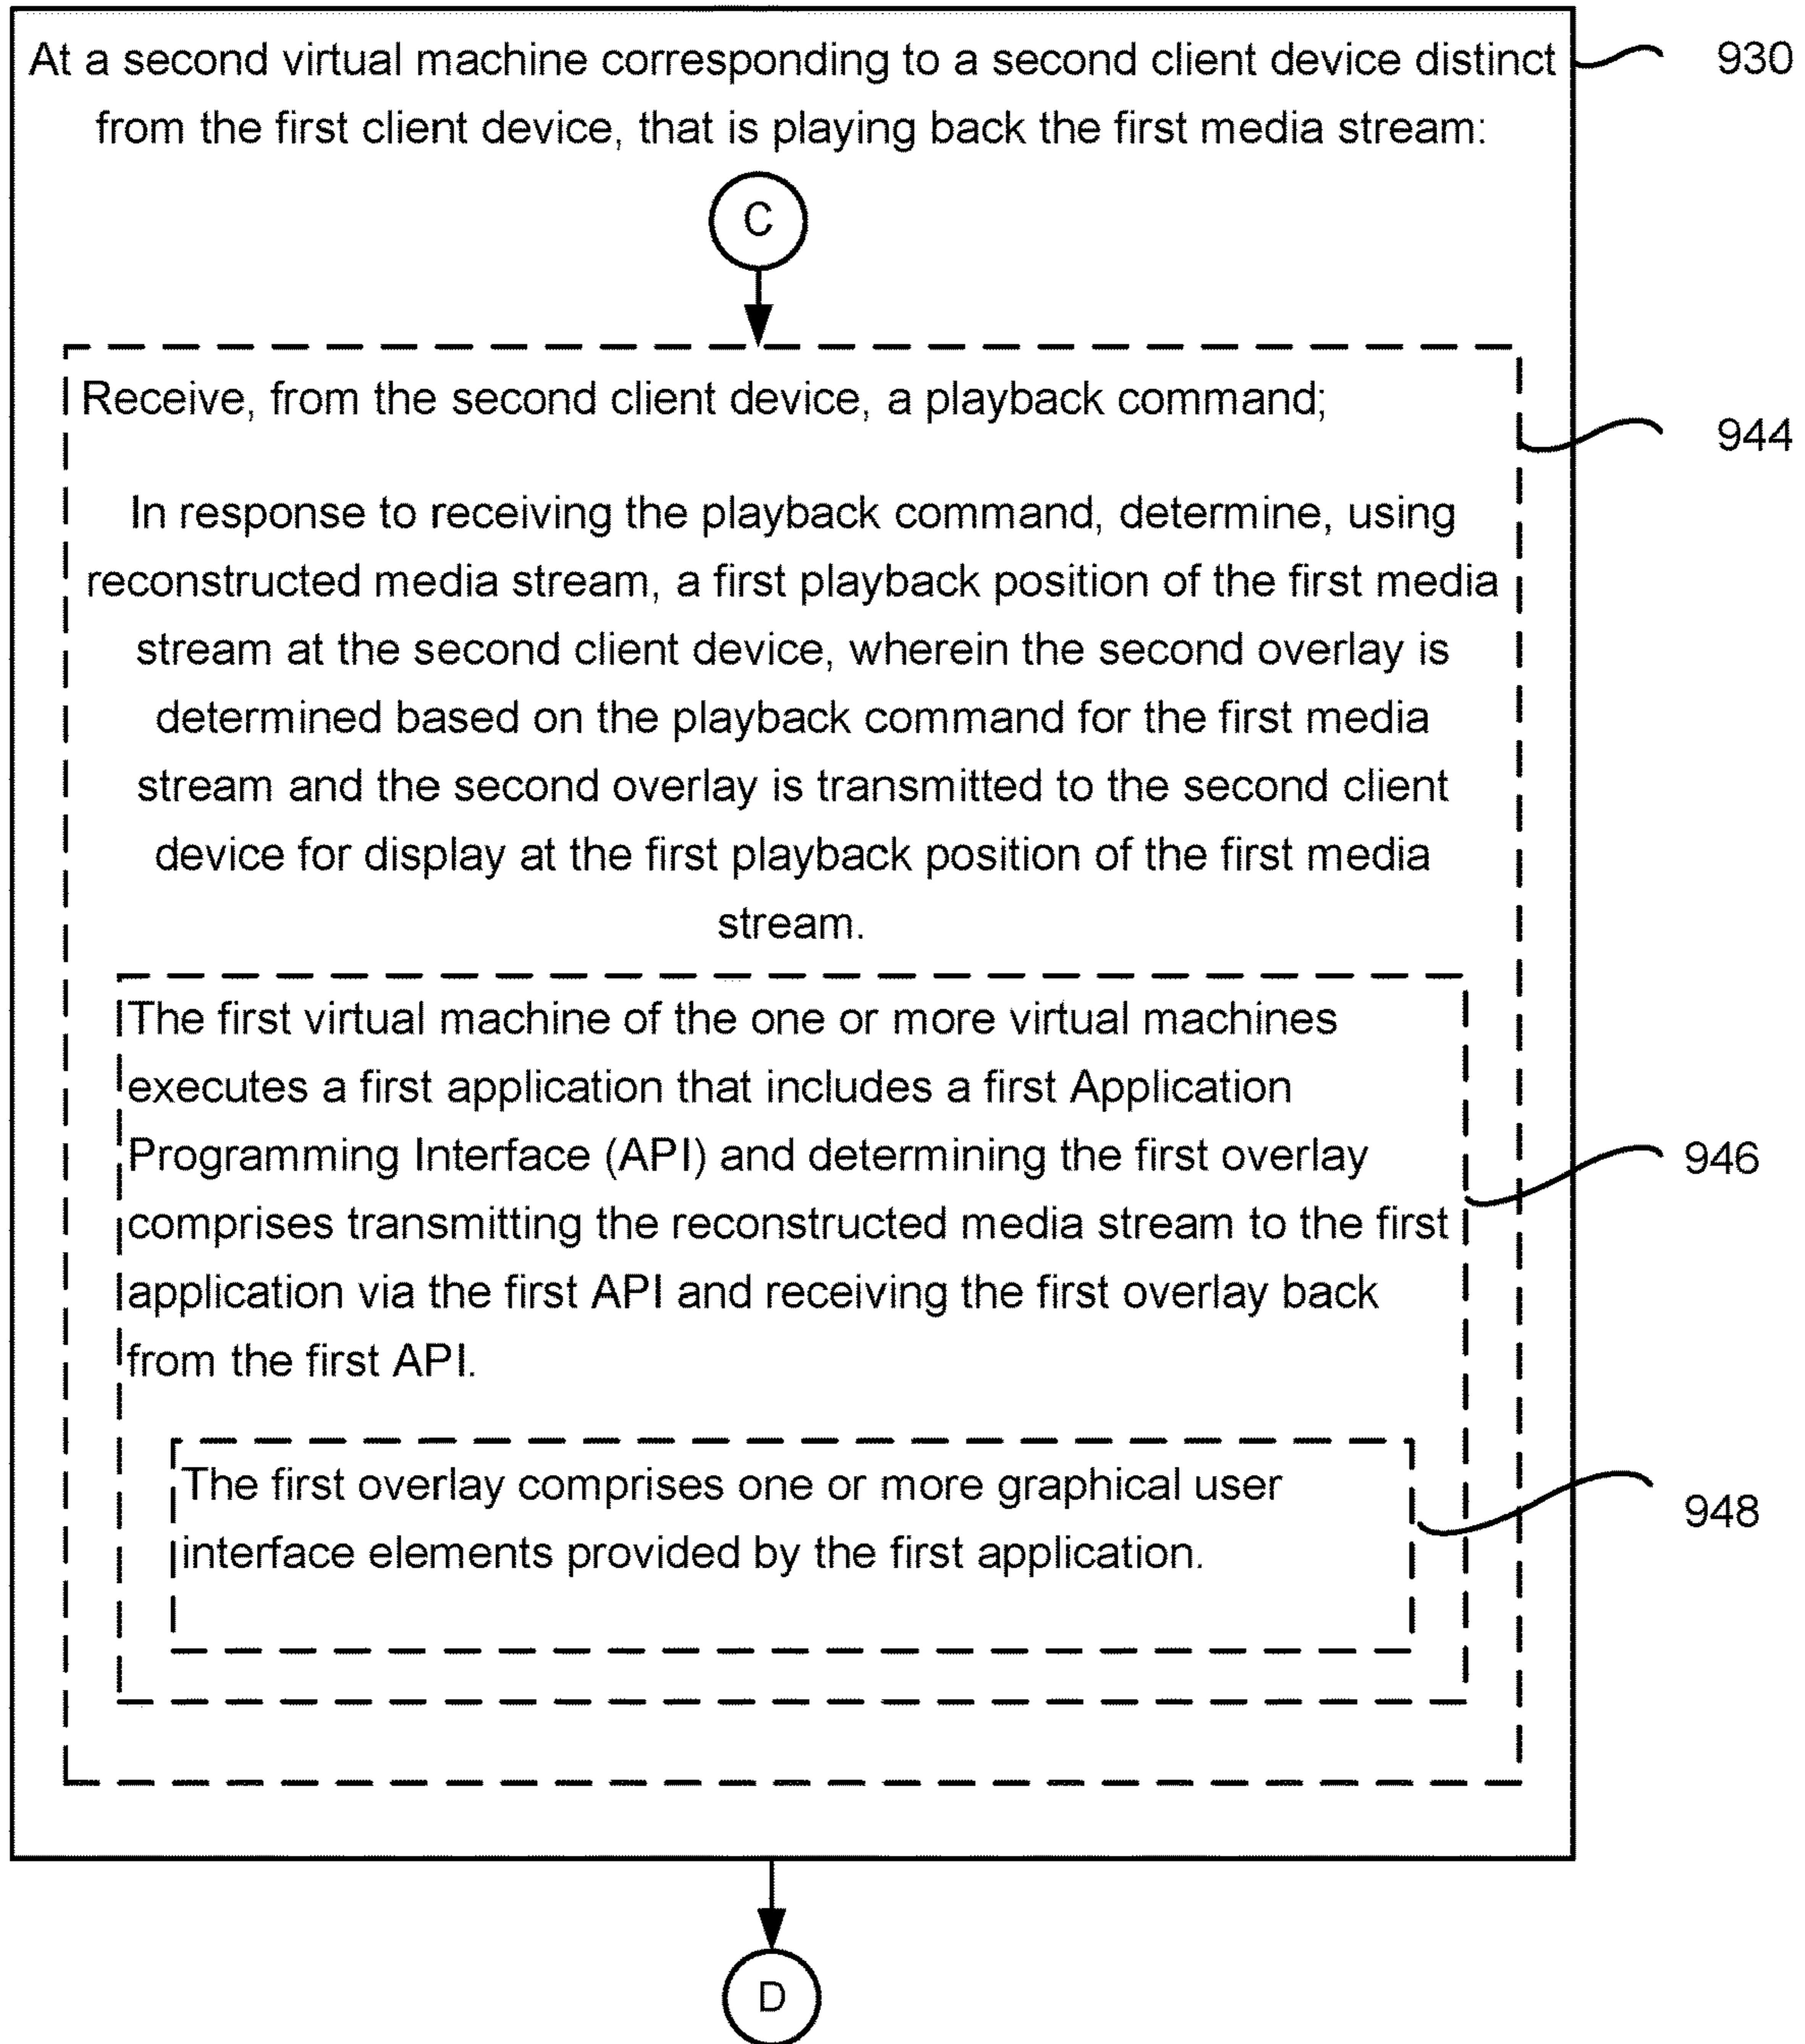 At a second virtual machine corresponding to a second client device distinct
from the first client device, that is playing back the first media stream:
930
C
Receive, from the second client device, a playback command;
944
In response to receiving the playback command, determine, using
reconstructed media stream, a first playback position of the first media
stream at the second client device, wherein the second overlay is
determined based on the playback command for the first media
stream and the second overlay is transmitted to the second client
device for display at the first playback position of the first media
stream.
The first virtual machine of the one or more virtual machines
executes a first application that includes a first Application
Programming Interface (API) and determining the first overlay
946
comprises transmitting the reconstructed media stream to the first
application via the first API and receiving the first overlay back
from the first API.
The first overlay comprises one or more graphical user
948
interface elements provided by the first application.
D